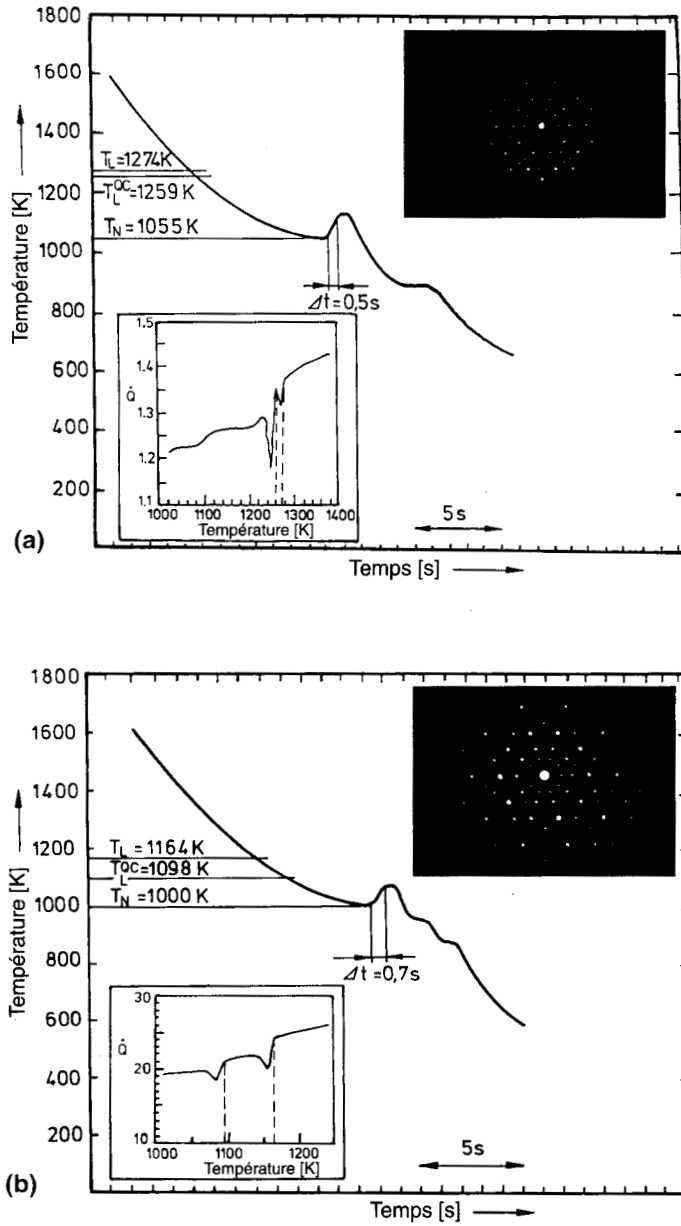 1800
1600
1400
1200
1000
800
600
400
200
Température [K]
T_L=1274K
T_L^QC=1259 K
T_N=1055 K
Δt=0,5s
1.5
1.4
1.3
1.2
1.1
Q̇
1000 1100 1200 1300 1400
Température [K]
5s
(a)
Temps [s]
1800
1600
1400
1200
1000
800
600
400
200
Température [K]
T_L=1164K
T_L^QC=1098K
T_N=1000 K
Δt=0,7s
30
20
10
Q̇
1000 1100 1200
Température [K]
5s
(b)
Temps [s]